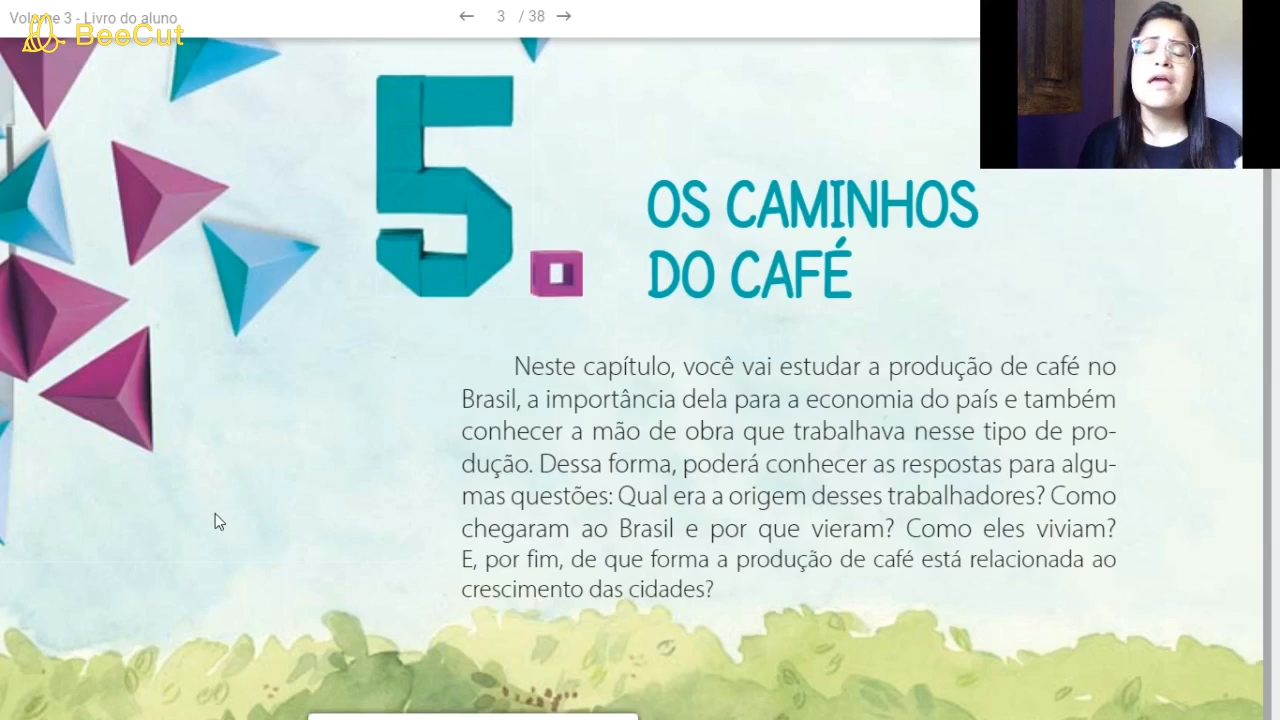 Volume 3 - Livro do aluno
3 / 38
BeeCut
5.
OS CAMINHOS
DO CAFÉ
Neste capítulo, você vai estudar a produção de café no
Brasil, a importância dela para a economia do país e também
conhecer a mão de obra que trabalhava nesse tipo de pro-
dução. Dessa forma, poderá conhecer as respostas para algu-
mas questões: Qual era a origem desses trabalhadores? Como
chegaram ao Brasil e por que vieram? Como eles viviam?
E, por fim, de que forma a produção de café está relacionada ao
crescimento das cidades?